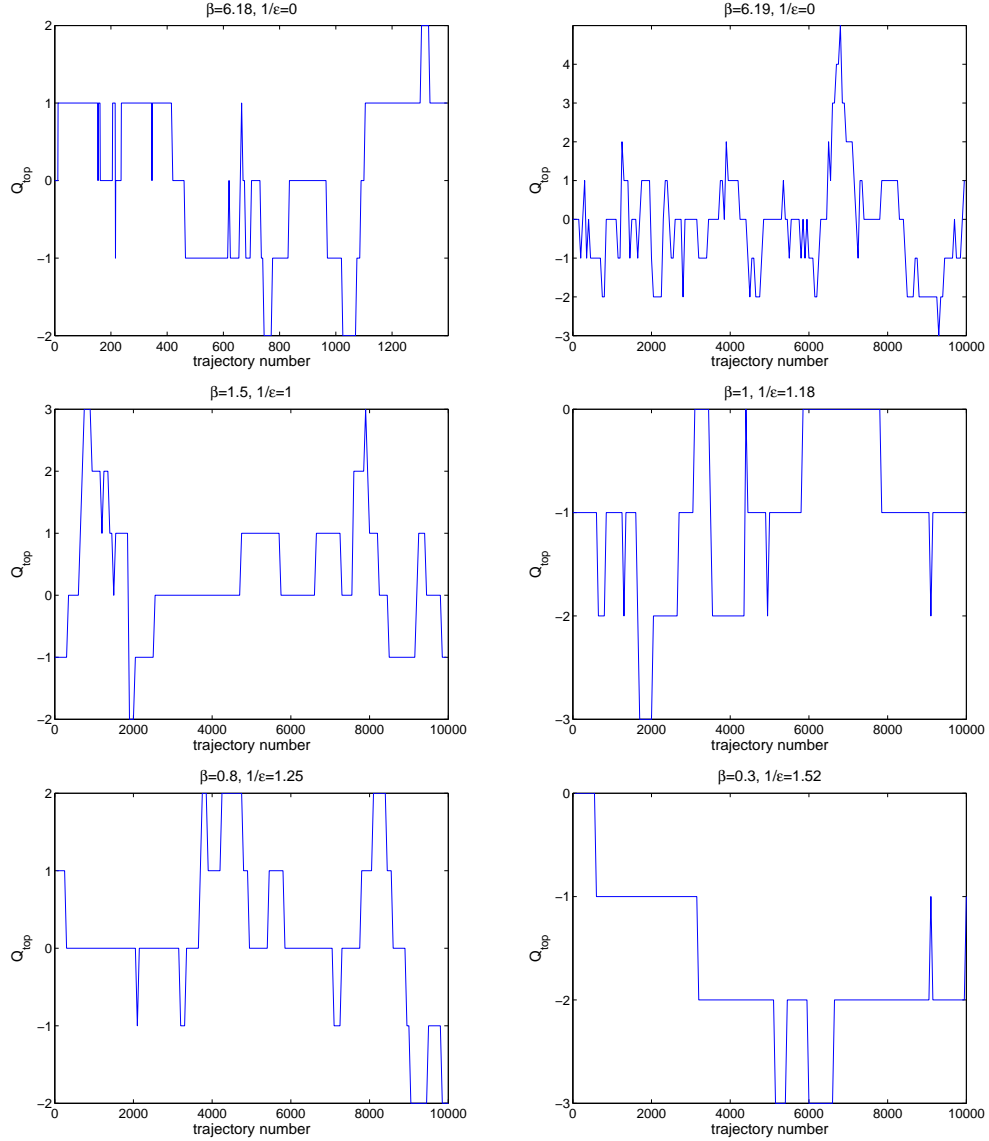 β=6.18, 1/ε=0
2
1
0
−1
−2
Q_top
0 200 400 600 800 1000 1200
trajectory number
β=6.19, 1/ε=0
5
4
3
2
1
0
−1
−2
−3
Q_top
0 2000 4000 6000 8000 10000
trajectory number
β=1.5, 1/ε=1
3
2
1
0
−1
−2
Q_top
0 2000 4000 6000 8000 10000
trajectory number
β=1, 1/ε=1.18
0
−1
−2
−3
Q_top
0 2000 4000 6000 8000 10000
trajectory number
β=0.8, 1/ε=1.25
2
1
0
−1
−2
Q_top
0 2000 4000 6000 8000 10000
trajectory number
β=0.3, 1/ε=1.52
0
−1
−2
−3
Q_top
0 2000 4000 6000 8000 10000
trajectory number